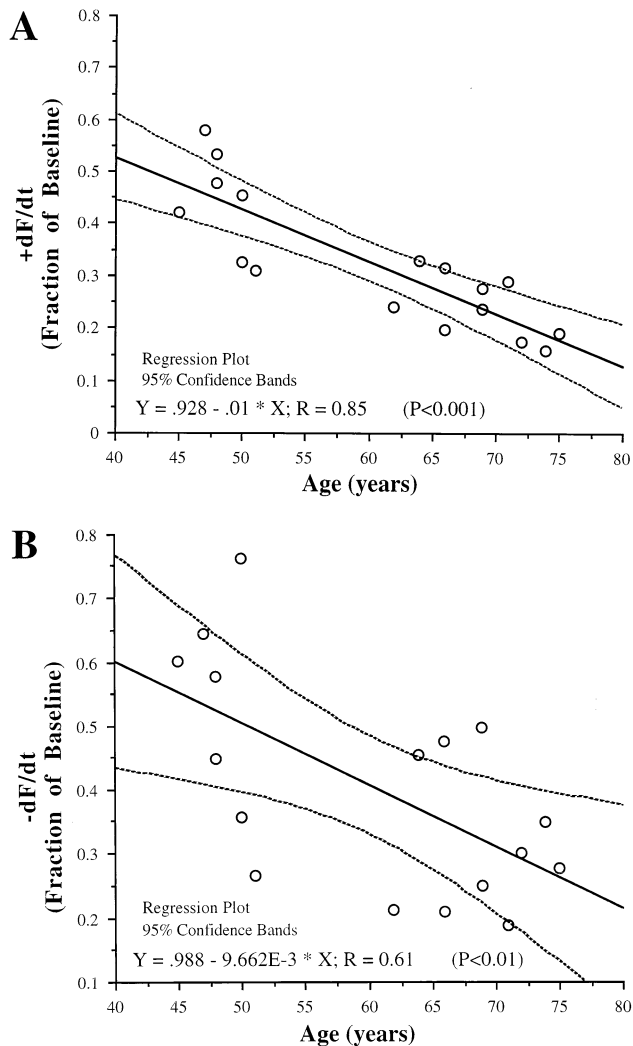 A
0.8
0.7
0.6
0.5
0.4
0.3
0.2
0.1
0
+dF/dt
(Fraction of Baseline)
Regression Plot
95% Confidence Bands
Y = .928 - .01 * X; R = 0.85 (P<0.001)
40 45 50 55 60 65 70 75 80
Age (years)
B
0.8
0.7
0.6
0.5
0.4
0.3
0.2
0.1
-dF/dt
(Fraction of Baseline)
Regression Plot
95% Confidence Bands
Y = .988 - 9.662E-3 * X; R = 0.61 (P<0.01)
40 45 50 55 60 65 70 75 80
Age (years)